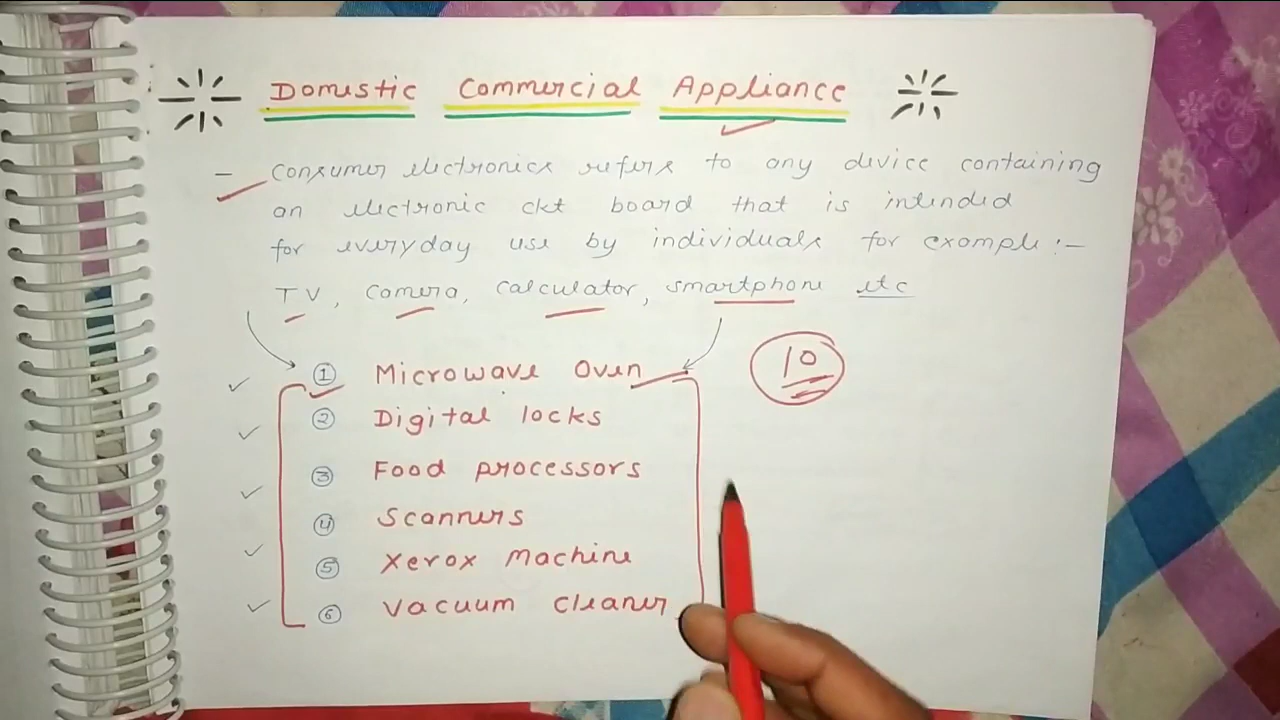 Domestic Commercial Appliance
- Consumer electronics refers to any device containing
an electronic ckt board that is intended
for everyday use by individuals for example :-
TV, Camera, Calculator, smartphone etc
① Microwave Oven
10
② Digital locks
③ Food processors
④ Scanners
⑤ Xerox Machine
⑥ Vacuum Cleaner